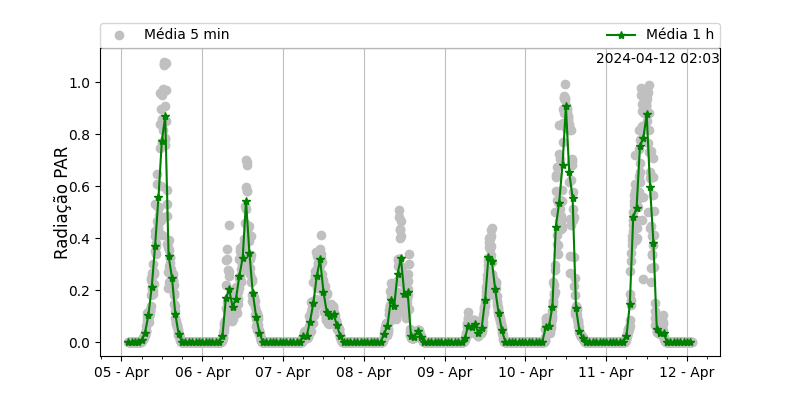 Média 5 min
Média 1 h
2024-04-12 02:03
Radiação PAR
1.0
0.8
0.6
0.4
0.2
0.0
05 - Apr
06 - Apr
07 - Apr
08 - Apr
09 - Apr
10 - Apr
11 - Apr
12 - Apr